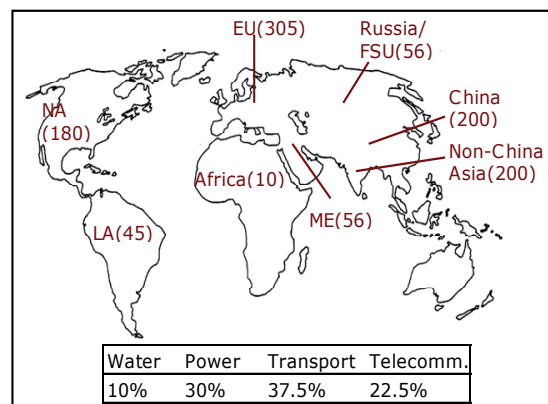 EU(305)
Russia/
FSU(56)
NA
(180)
China
(200)
Non-China
Asia(200)
Africa(10)
ME(56)
LA(45)
Water Power Transport Telecomm.
10% 30% 37.5% 22.5%